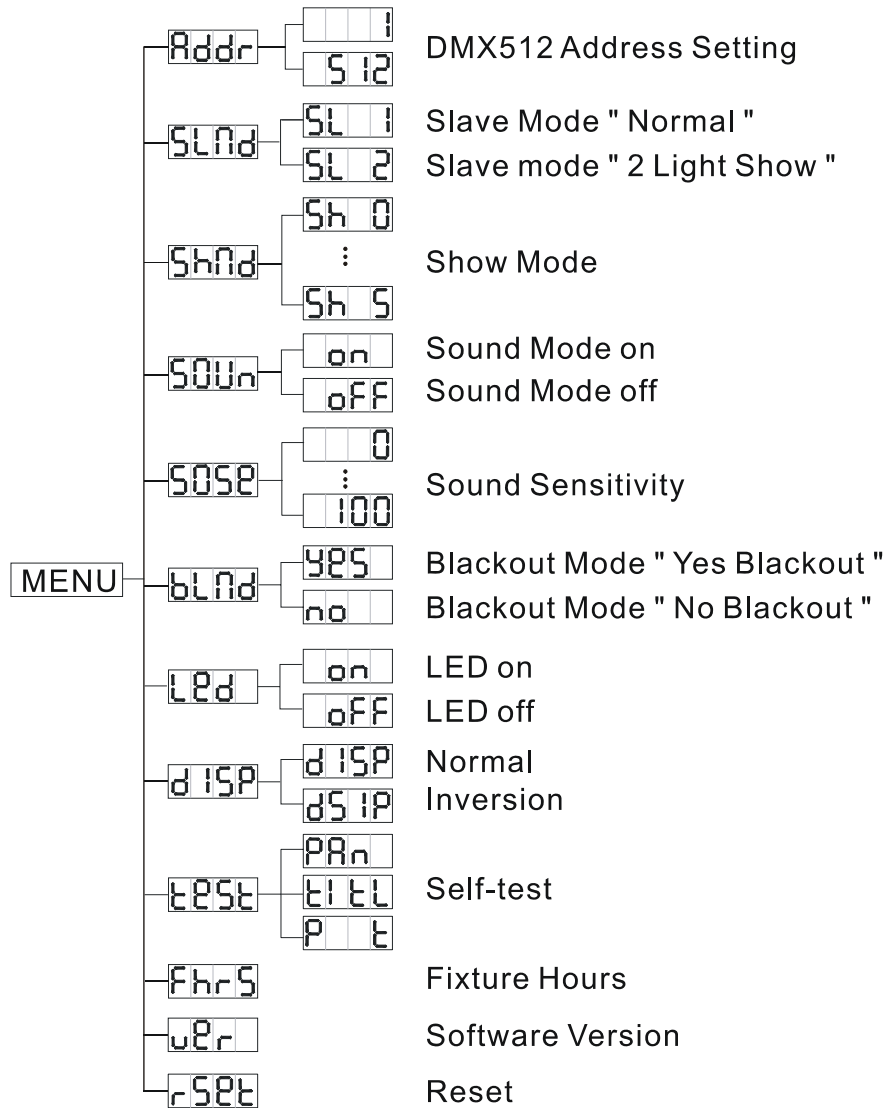 1
Addr
DMX512 Address Setting
512
SL 1
Slave Mode " Normal "
SLMd
SL 2
Slave mode " 2 Light Show "
Sh 0
ShMd
⋮
Show Mode
Sh 5
on
Sound Mode on
SOUn
oFF
Sound Mode off
0
SOSe
⋮
Sound Sensitivity
100
yes
Blackout Mode " Yes Blackout "
MENU
bLMd
no
Blackout Mode " No Blackout "
on
LED on
Led
oFF
LED off
dISP
Normal
dISP
dSIP
Inversion
PAn
teSt
tItL
Self-test
P t
FhrS
Fixture Hours
ver
Software Version
rSet
Reset